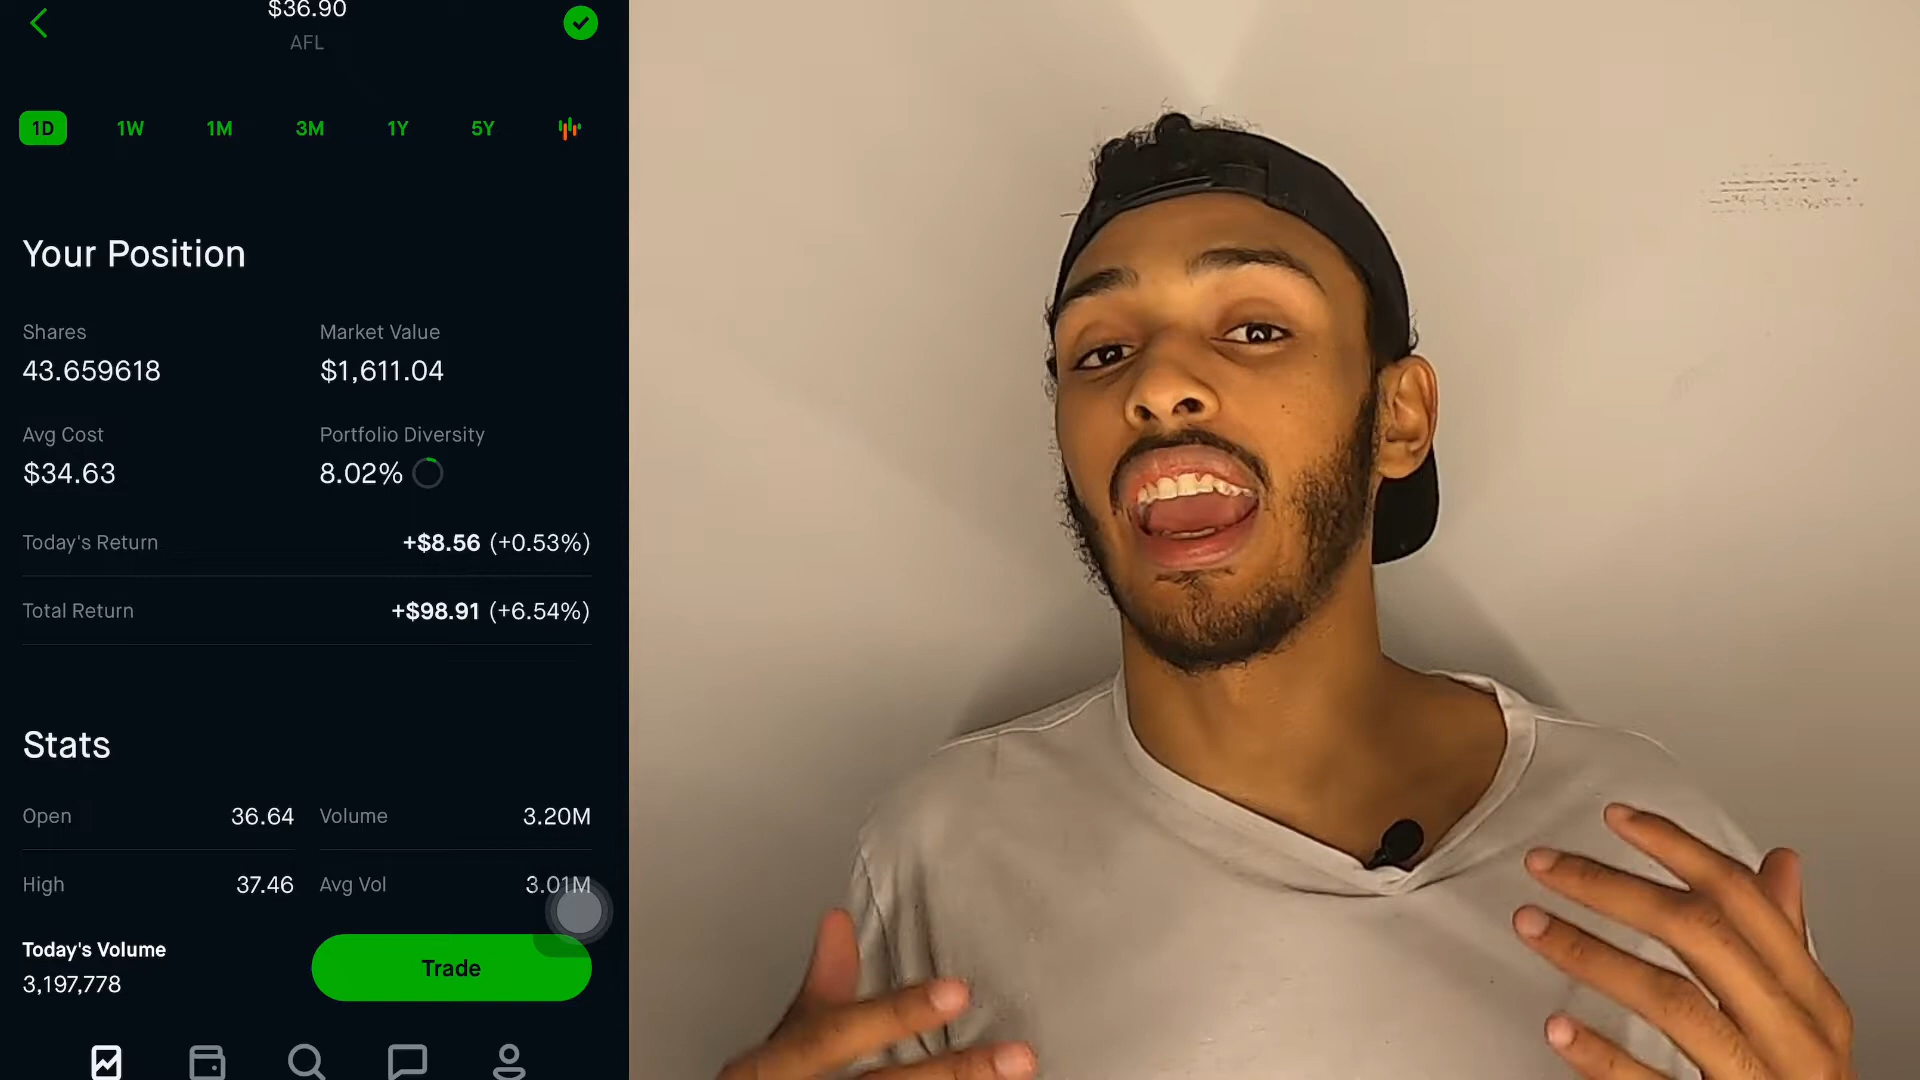 $36.90
AFL
1D 1W 1M 3M 1Y 5Y
Your Position
Shares Market Value
43.659618 $1,611.04
Avg Cost Portfolio Diversity
$34.63 8.02%
Today's Return +$8.56 (+0.53%)
Total Return +$98.91 (+6.54%)
Stats
Open 36.64 Volume 3.20M
High 37.46 Avg Vol 3.01M
Today's Volume
3,197,778
Trade